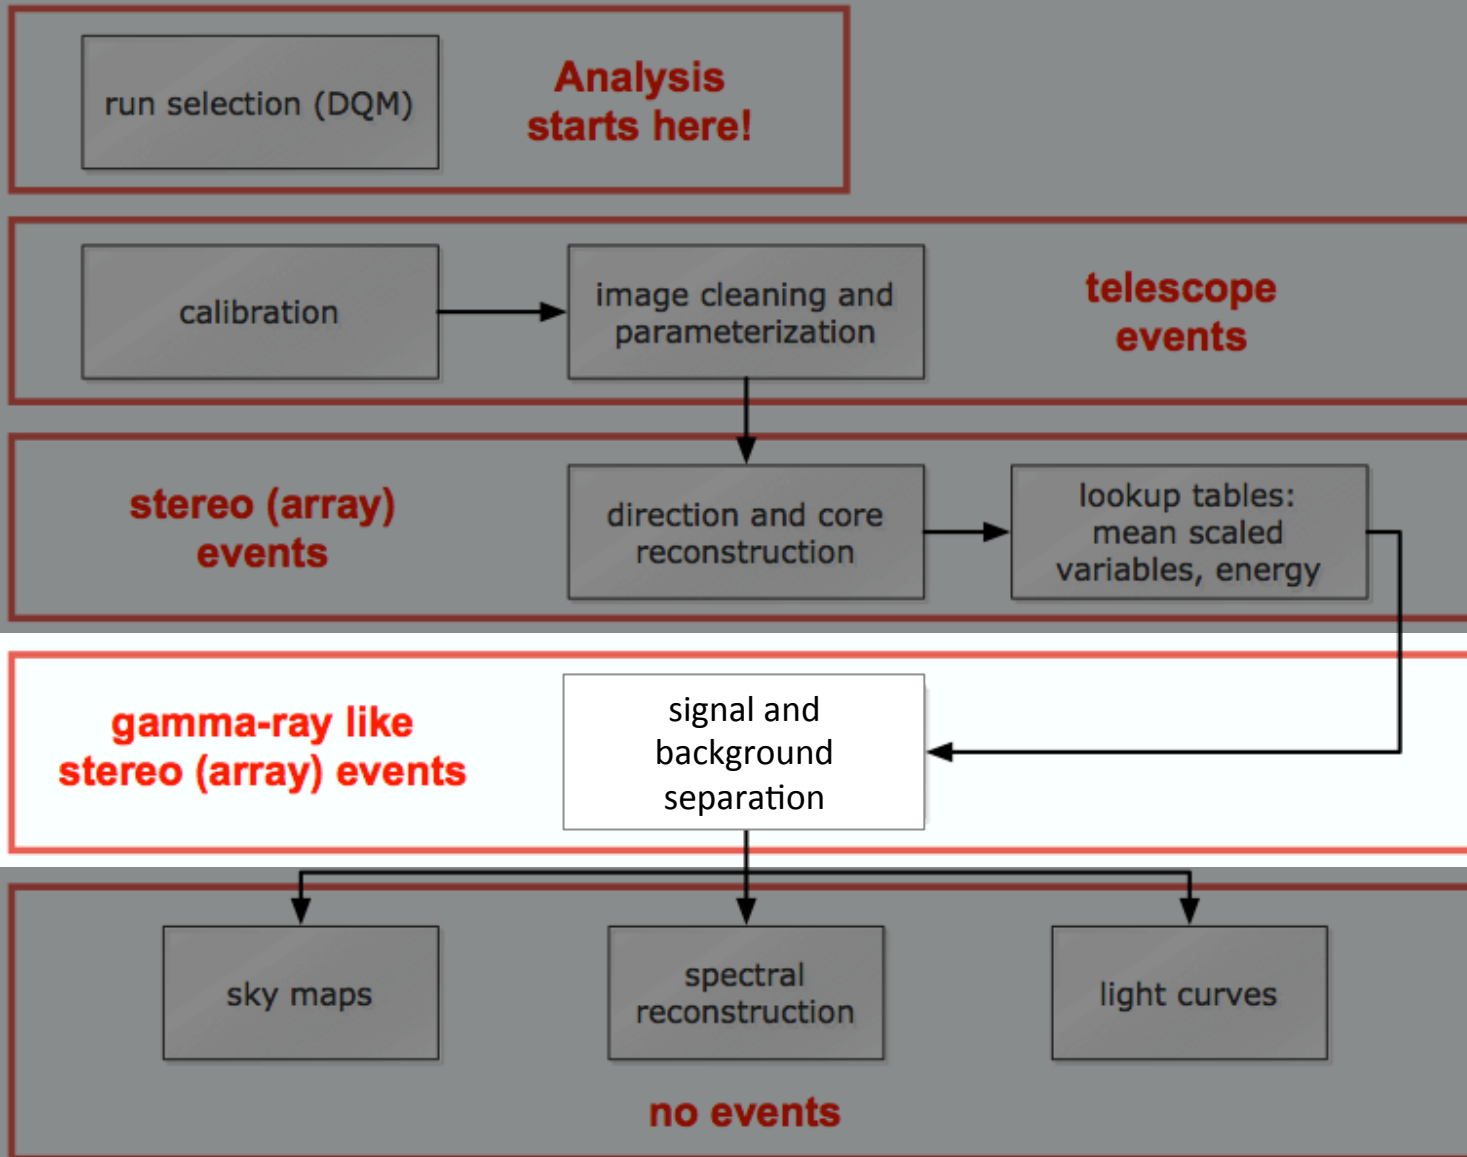 run selection (DQM)
Analysis
starts here!
calibration
image cleaning and
parameterization
telescope
events
stereo (array)
events
direction and core
reconstruction
lookup tables:
mean scaled
variables, energy
gamma-ray like
stereo (array) events
signal and
background
separation
sky maps
spectral
reconstruction
light curves
no events